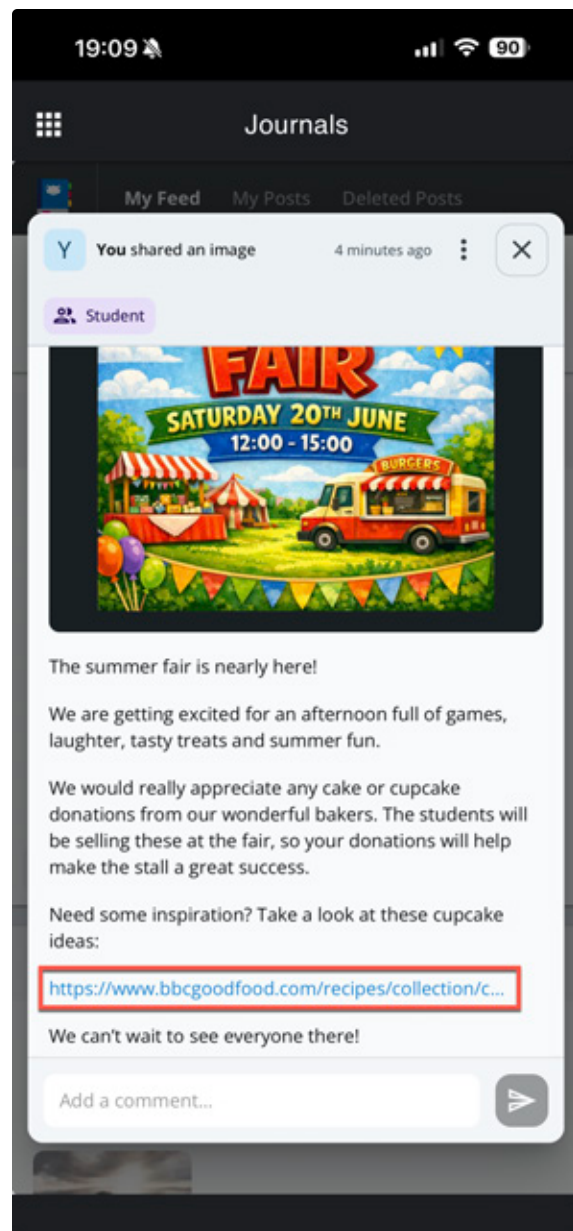 19:09
90
Journals
My Feed My Posts Deleted Posts
Y You shared an image 4 minutes ago
Student
FAIR
SATURDAY 20TH JUNE
12:00 - 15:00
BURGERS
The summer fair is nearly here!
We are getting excited for an afternoon full of games,
laughter, tasty treats and summer fun.
We would really appreciate any cake or cupcake
donations from our wonderful bakers. The students will
be selling these at the fair, so your donations will help
make the stall a great success.
Need some inspiration? Take a look at these cupcake
ideas:
https://www.bbcgoodfood.com/recipes/collection/c...
We can't wait to see everyone there!
Add a comment...